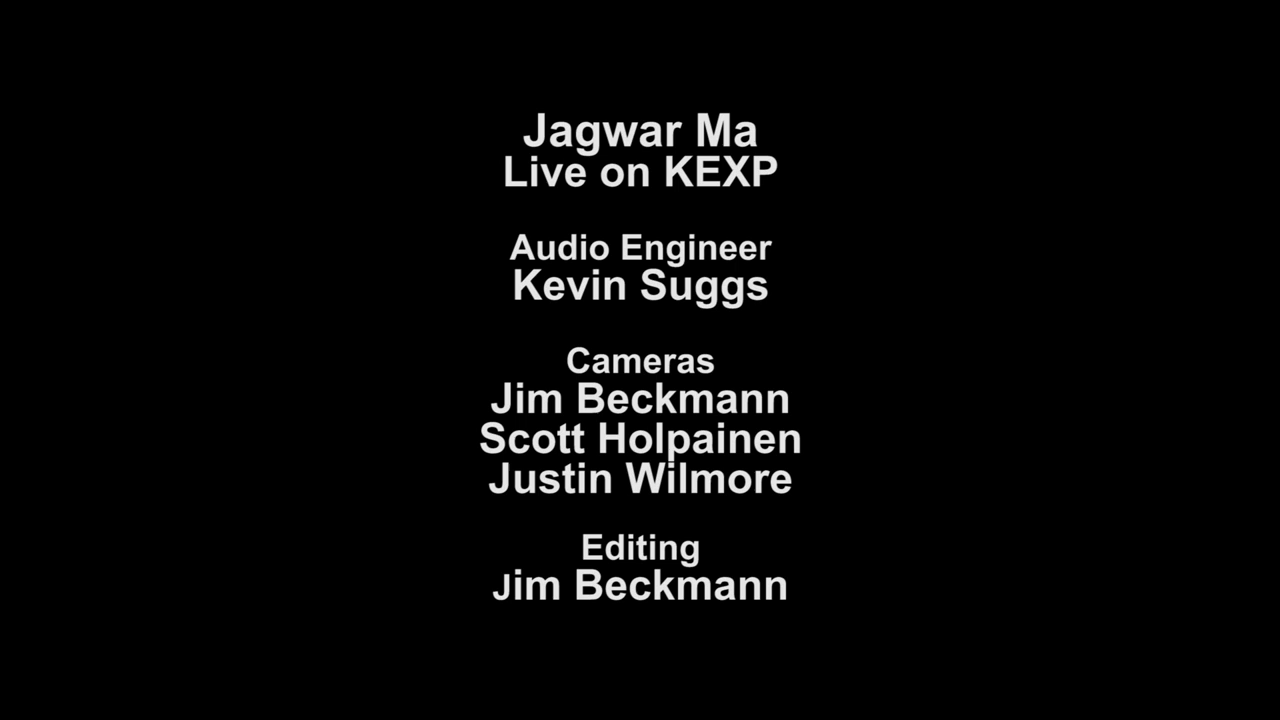 Jagwar Ma
Live on KEXP
Audio Engineer
Kevin Suggs
Cameras
Jim Beckmann
Scott Holpainen
Justin Wilmore
Editing
Jim Beckmann